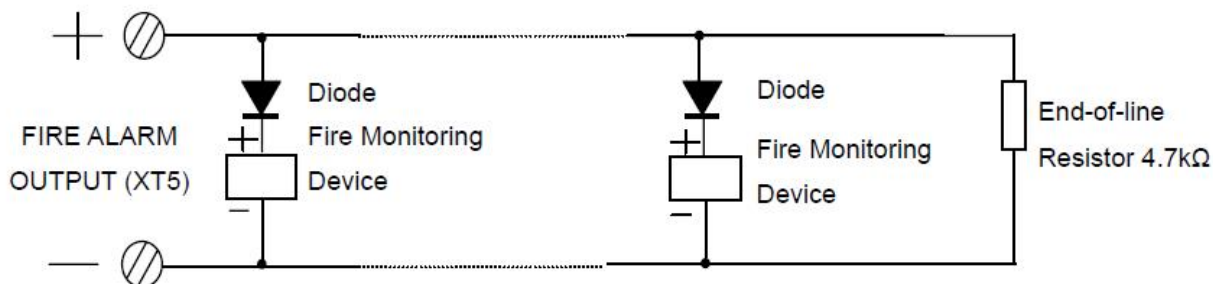 +
Diode
Diode
FIRE ALARM
OUTPUT (XT5)
+
Fire Monitoring
Device
−
+
Fire Monitoring
Device
−
End-of-line
Resistor 4.7kΩ
—